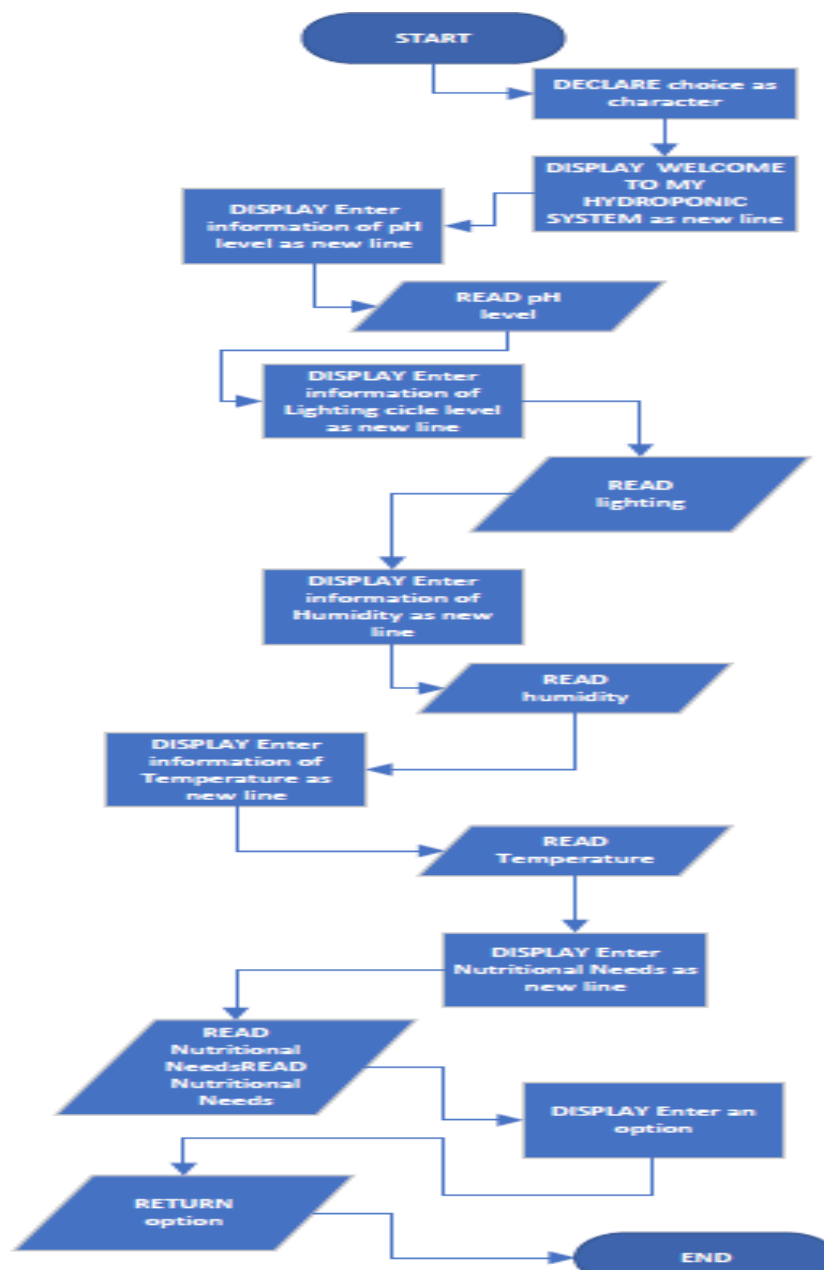 START
DECLARE choice as
character
DISPLAY WELCOME
TO MY
HYDROPONIC
SYSTEM as new line
DISPLAY Enter
information of pH
level as new line
READ pH
level
DISPLAY Enter
information of
Lighting cicle level
as new line
READ
lighting
DISPLAY Enter
information of
Humidity as new
line
READ
humidity
DISPLAY Enter
information of
Temperature as
new line
READ
Temperature
DISPLAY Enter
Nutritional Needs as
new line
READ
Nutritional
NeedsREAD
Nutritional
Needs
DISPLAY Enter an
option
RETURN
option
END